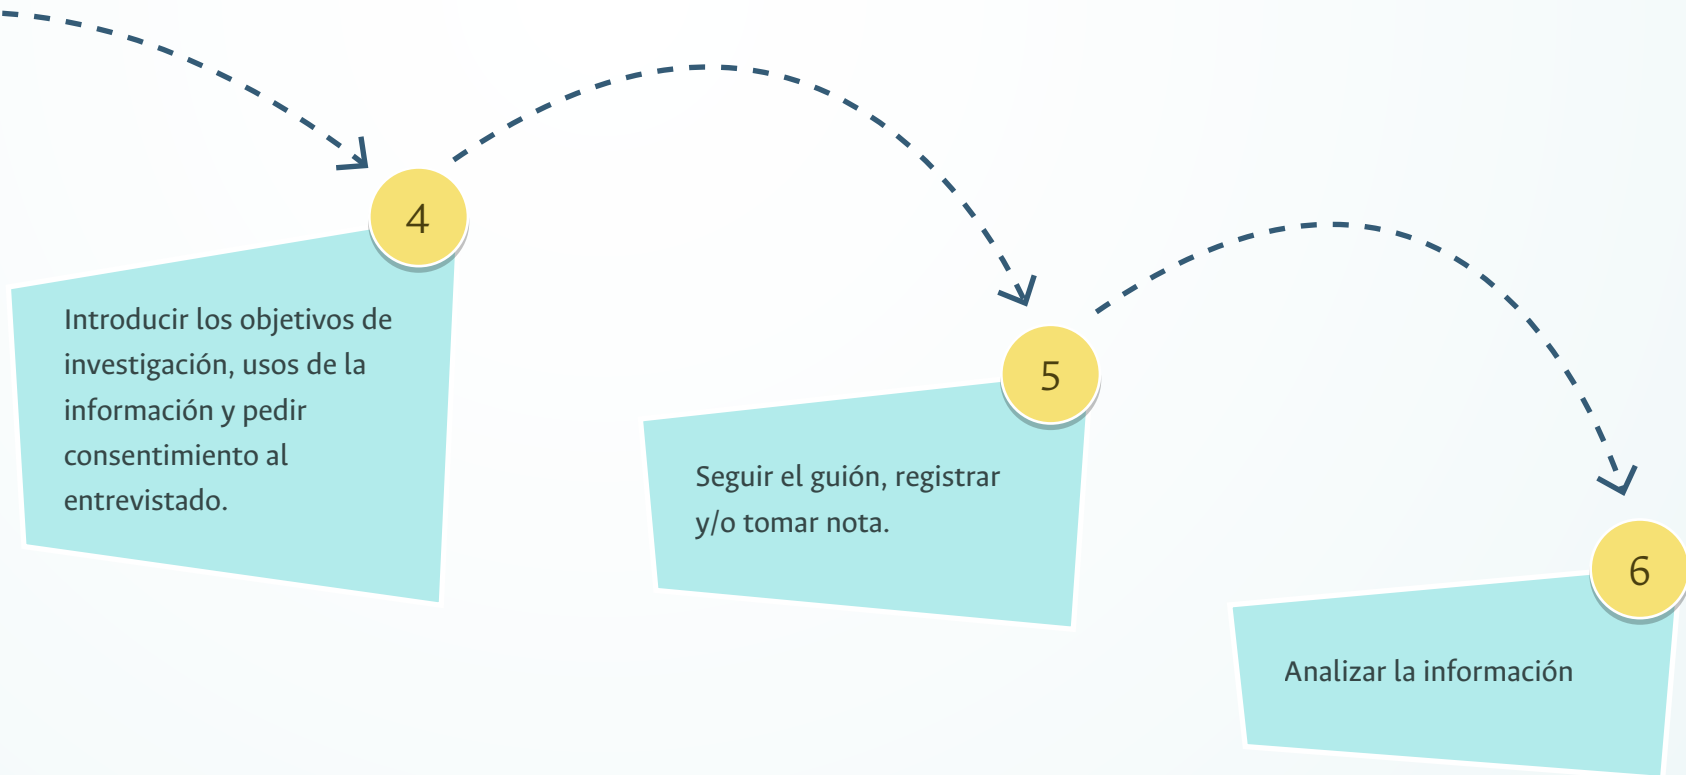 4
Introducir los objetivos de
investigación, usos de la
información y pedir
consentimiento al
entrevistado.
5
Seguir el guión, registrar
y/o tomar nota.
6
Analizar la información